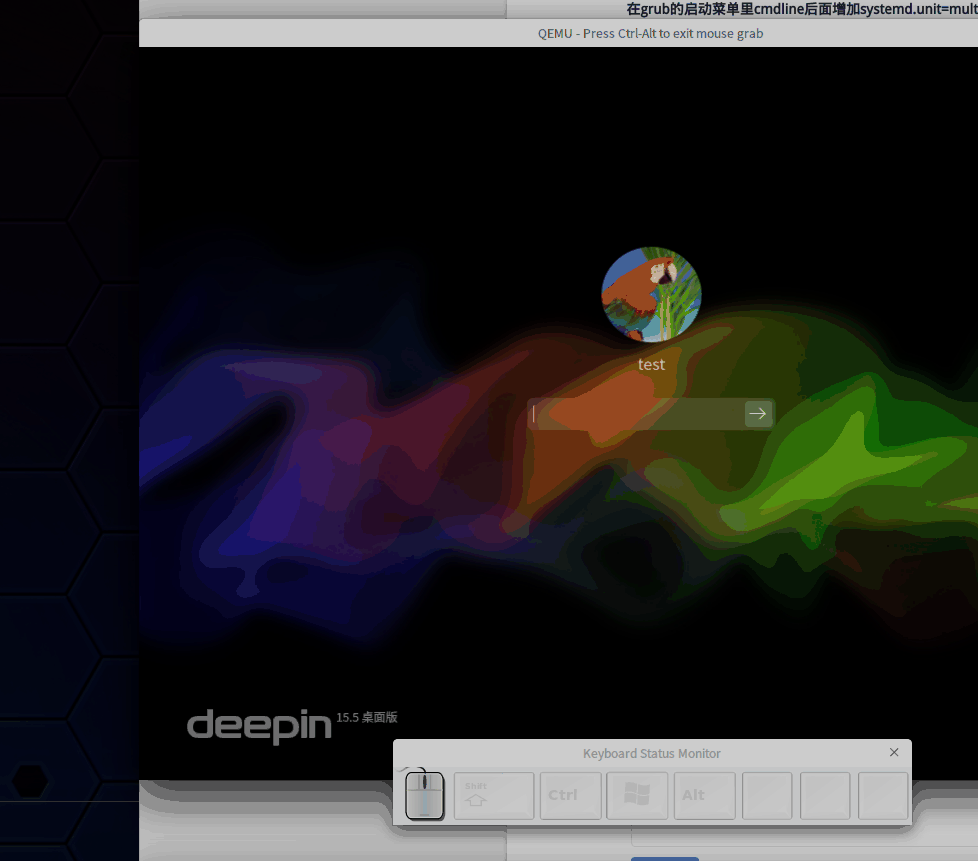 在grub的启动菜单里cmdline后面增加systemd.unit=mult
QEMU - Press Ctrl-Alt to exit mouse grab
test
deepin 15.5 桌面版
Keyboard Status Monitor
Shift
Ctrl
Alt